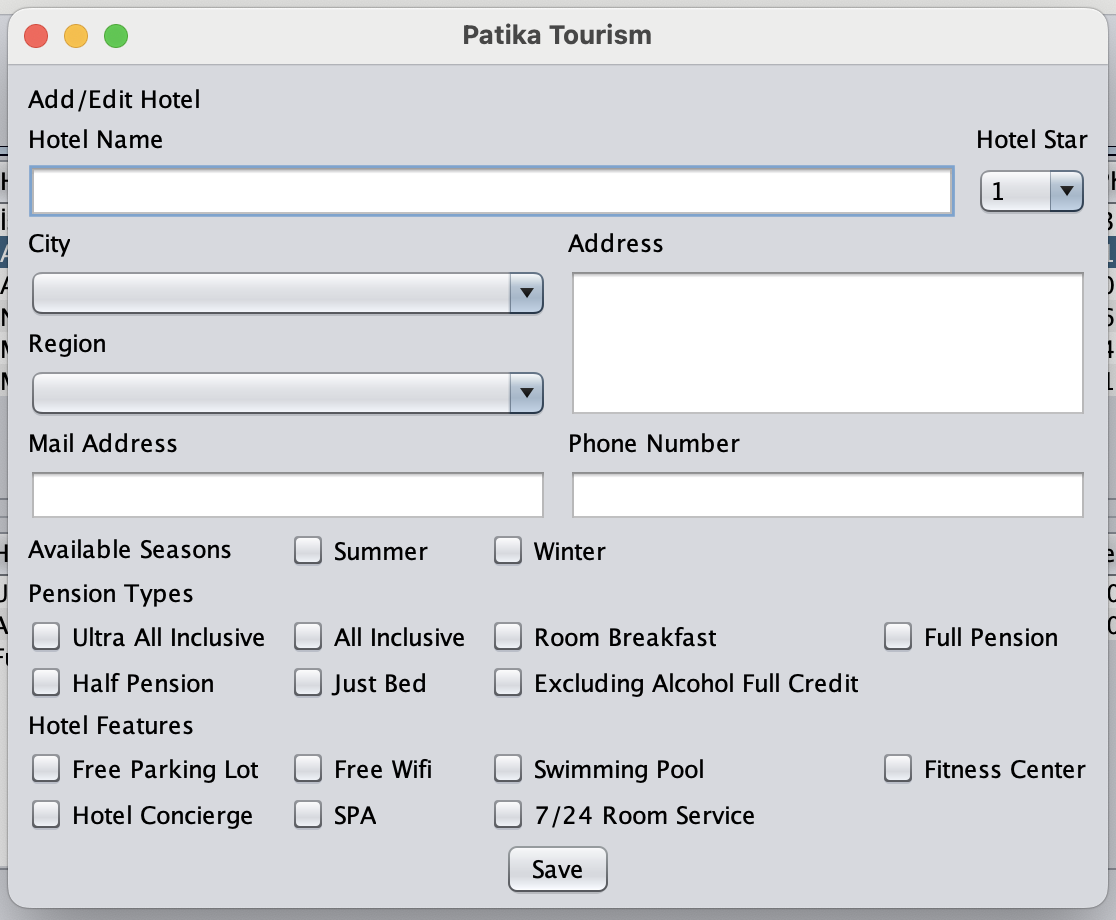 Patika Tourism
Add/Edit Hotel
Hotel Name
Hotel Star
1
City
Address
Region
Mail Address
Phone Number
Available Seasons Summer Winter
Pension Types
Ultra All Inclusive All Inclusive Room Breakfast Full Pension
Half Pension Just Bed Excluding Alcohol Full Credit
Hotel Features
Free Parking Lot Free Wifi Swimming Pool Fitness Center
Hotel Concierge SPA 7/24 Room Service
Save